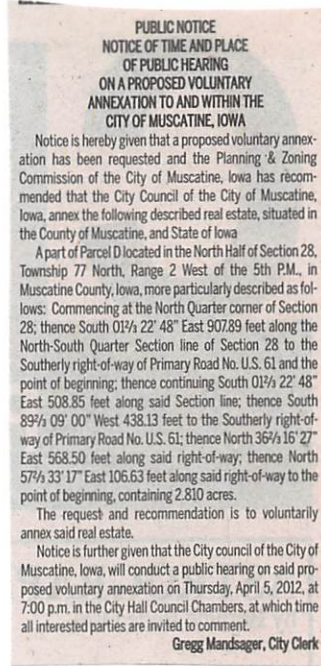 PUBLIC NOTICE
NOTICE OF TIME AND PLACE
OF PUBLIC HEARING
ON A PROPOSED VOLUNTARY
ANNEXATION TO AND WITHIN THE
CITY OF MUSCATINE, IOWA
Notice is hereby given that a proposed voluntary annex-
ation has been requested and the Planning & Zoning
Commission of the City of Muscatine, Iowa has recom-
mended that the City Council of the City of Muscatine,
Iowa, annex the following described real estate, situated in
the County of Muscatine, and State of Iowa
A part of Parcel D located in the North Half of Section 28,
Township 77 North, Range 2 West of the 5th P.M., in
Muscatine County, Iowa, more particularly described as fol-
lows: Commencing at the North Quarter corner of Section
28; thence South 01⅔ 22' 48" East 907.89 feet along the
North-South Quarter Section line of Section 28 to the
Southerly right-of-way of Primary Road No. U.S. 61 and the
point of beginning; thence continuing South 01⅔ 22' 48"
East 508.85 feet along said Section line; thence South
89⅔ 09' 00" West 438.13 feet to the Southerly right-of-
way of Primary Road No. U.S. 61; thence North 36⅔ 16' 27"
East 568.50 feet along said right-of-way; thence North
57⅔ 33' 17" East 106.63 feet along said right-of-way to the
point of beginning, containing 2.810 acres.
The request and recommendation is to voluntarily
annex said real estate.
Notice is further given that the City council of the City of
Muscatine, Iowa, will conduct a public hearing on said pro-
posed voluntary annexation on Thursday, April 5, 2012, at
7:00 p.m. in the City Hall Council Chambers, at which time
all interested parties are invited to comment.
Gregg Mandsager, City Clerk